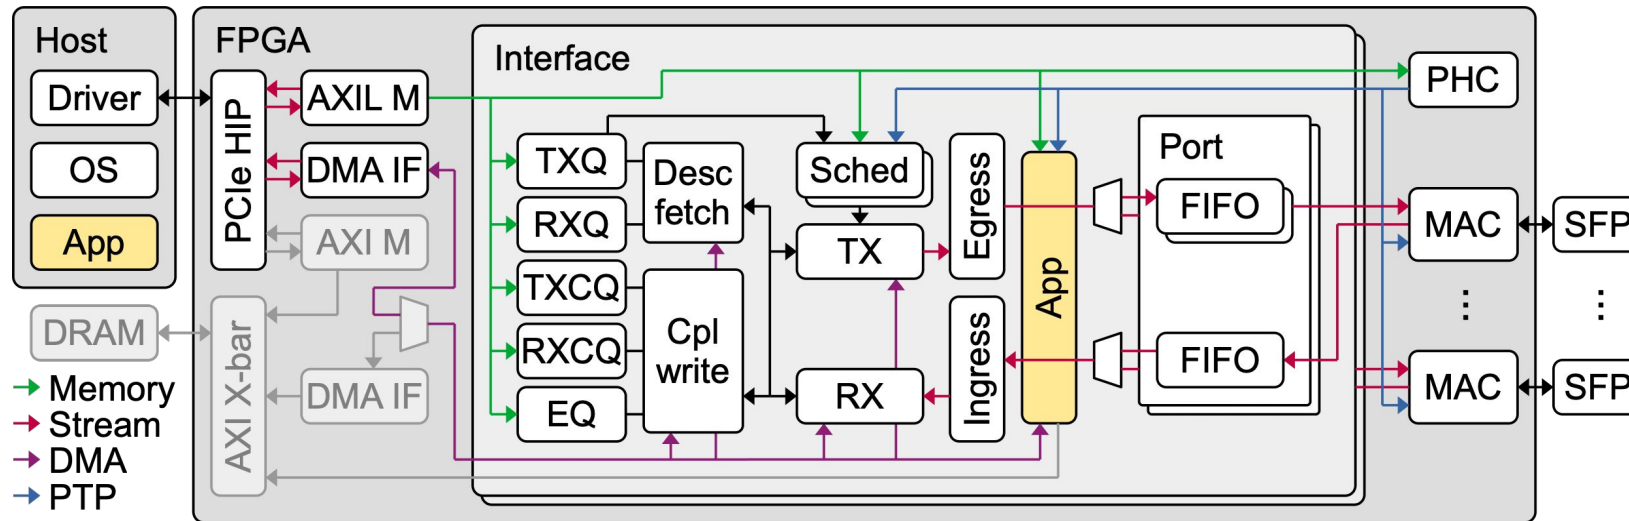 Host
Driver
OS
App
DRAM
Memory
Stream
DMA
PTP
FPGA
PCIe HIP
AXIL M
DMA IF
AXI M
AXI X-bar
DMA IF
Interface
TXQ
RXQ
TXCQ
RXCQ
EQ
Desc
fetch
Cpl
write
Sched
TX
RX
Egress
Ingress
App
Port
FIFO
FIFO
PHC
MAC
...
MAC
SFP
...
SFP